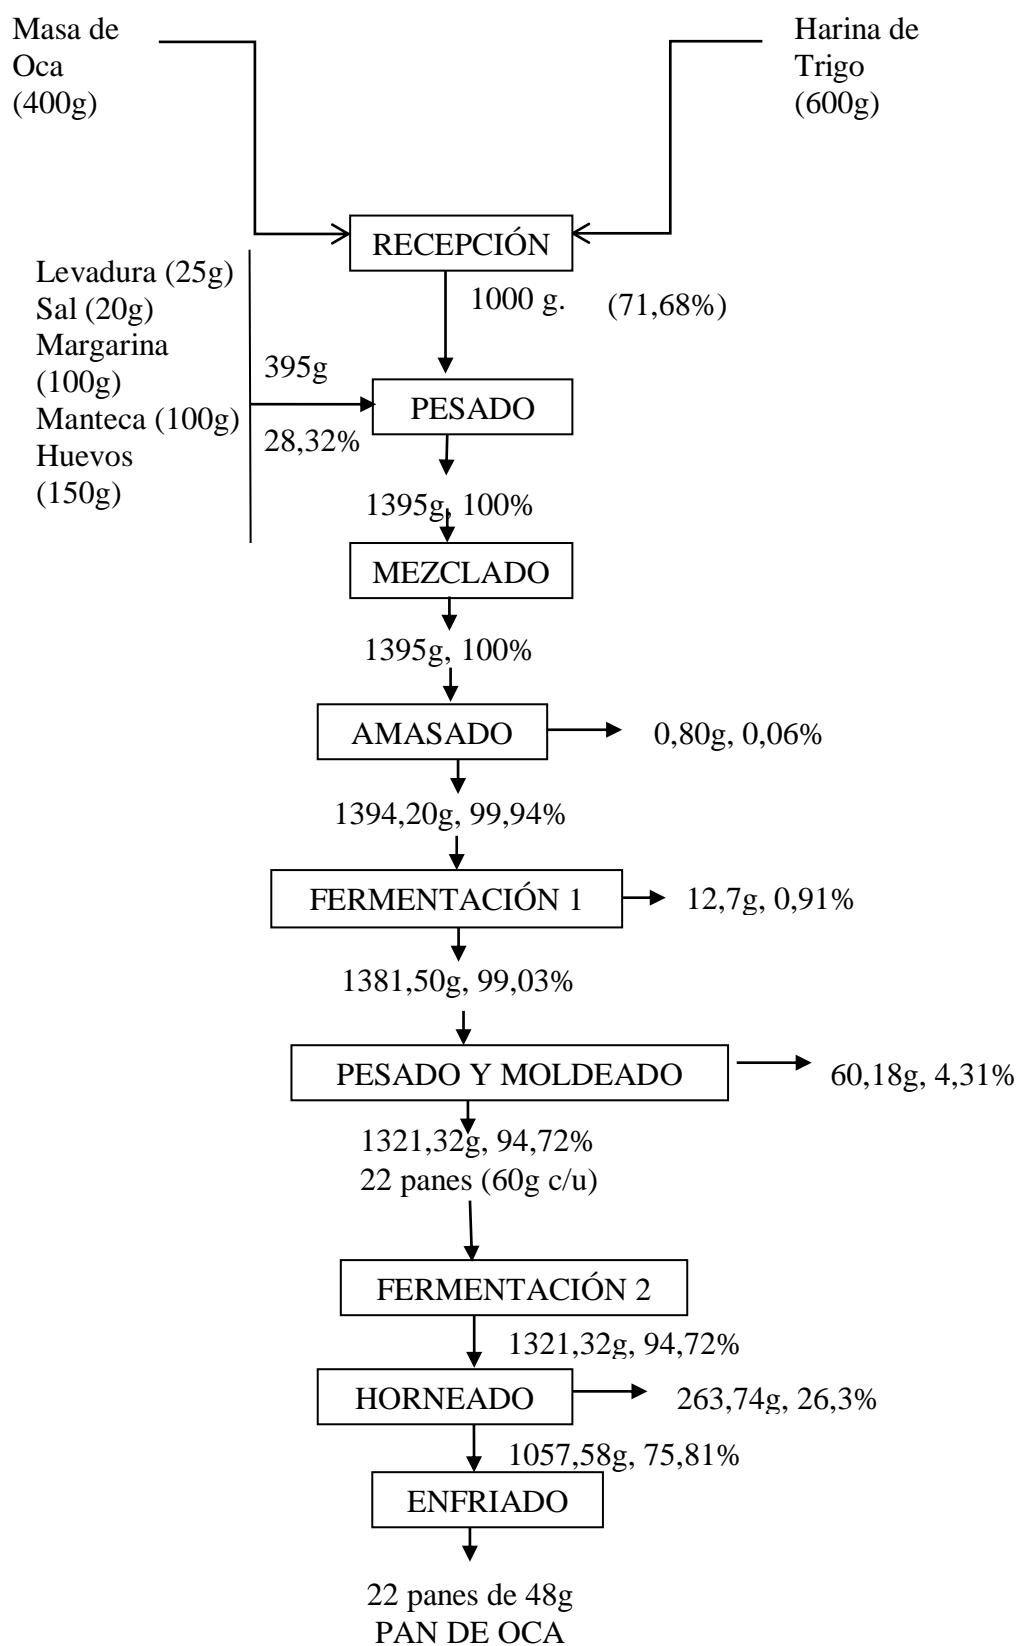 Masa de
Oca
(400g)
Harina de
Trigo
(600g)
RECEPCIÓN
1000 g. (71,68%)
Levadura (25g)
Sal (20g)
Margarina
(100g)
Manteca (100g)
Huevos
(150g)
395g
28,32%
PESADO
1395g, 100%
MEZCLADO
1395g, 100%
AMASADO
0,80g, 0,06%
1394,20g, 99,94%
FERMENTACIÓN 1
12,7g, 0,91%
1381,50g, 99,03%
PESADO Y MOLDEADO
60,18g, 4,31%
1321,32g, 94,72%
22 panes (60g c/u)
FERMENTACIÓN 2
1321,32g, 94,72%
HORNEADO
263,74g, 26,3%
1057,58g, 75,81%
ENFRIADO
22 panes de 48g
PAN DE OCA